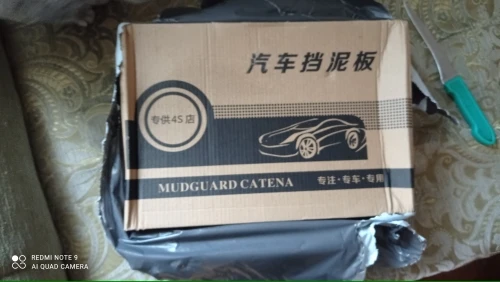 汽车挡泥板
专供4S店
MUDGUARD CATENA
专注·专车·专用
REDMI NOTE 9
AI QUAD CAMERA